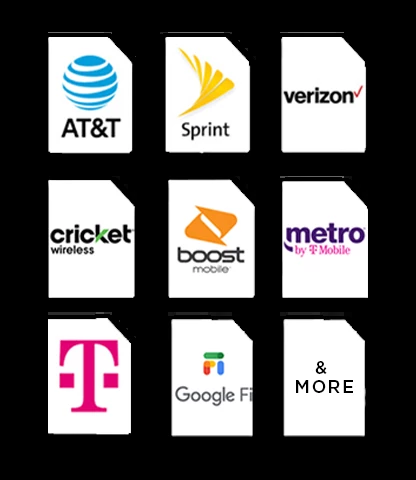 AT&T
Sprint
verizon✓
cricket
wireless
boost
mobile
metro
by T Mobile
T
Google Fi
&
MORE